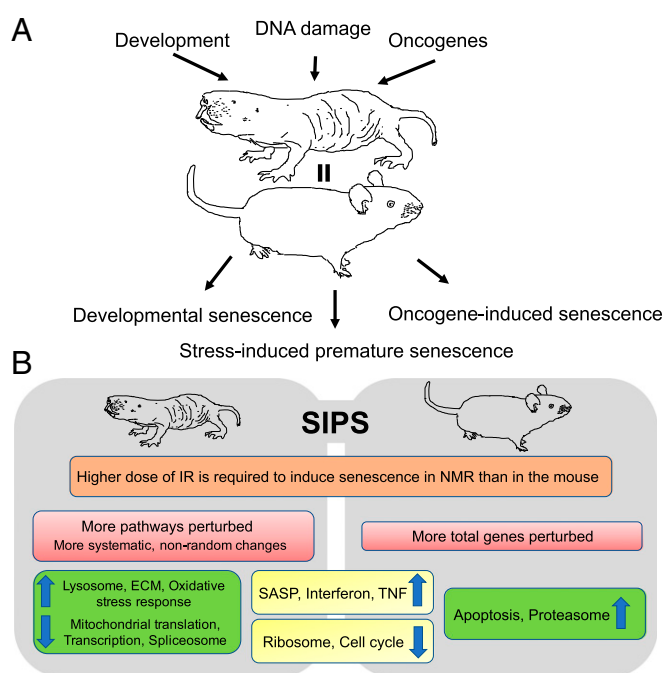 A
Development
DNA damage
Oncogenes
=
Developmental senescence
Oncogene-induced senescence
Stress-induced premature senescence
B
SIPS
Higher dose of IR is required to induce senescence in NMR than in the mouse
More pathways perturbed
More systematic, non-random changes
More total genes perturbed
Lysosome, ECM, Oxidative
stress response
Mitochondrial translation,
Transcription, Spliceosome
SASP, Interferon, TNF
Ribosome, Cell cycle
Apoptosis, Proteasome